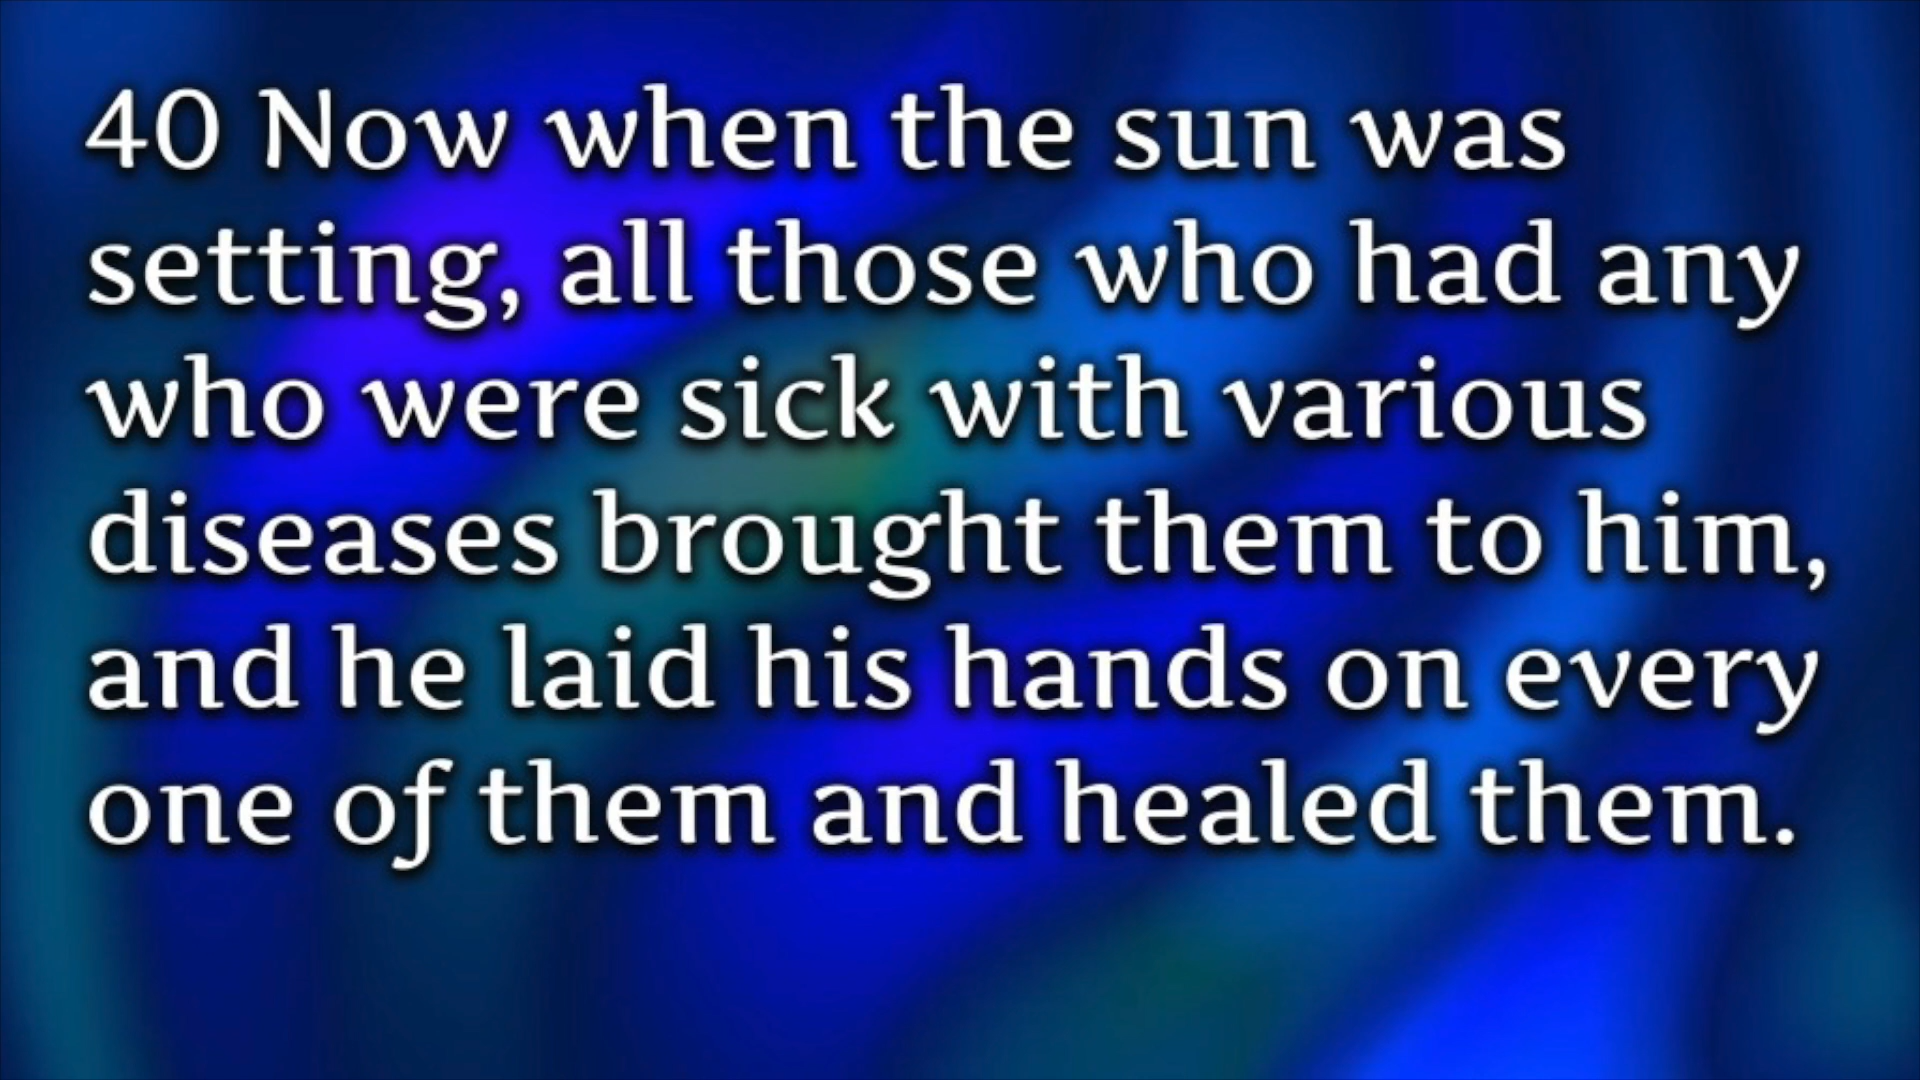 40 Now when the sun was
setting, all those who had any
who were sick with various
diseases brought them to him,
and he laid his hands on every
one of them and healed them.